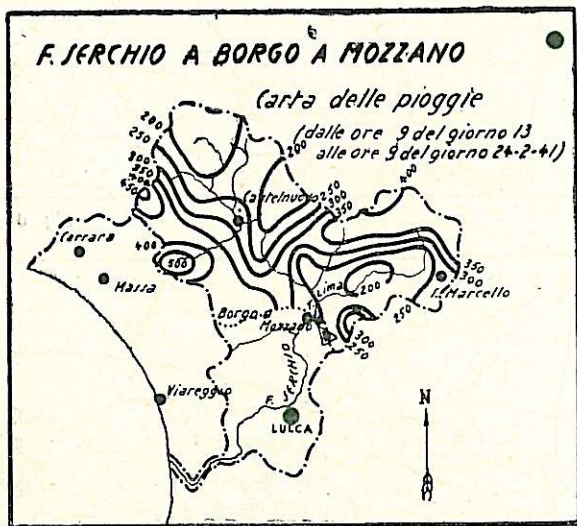 F. SERCHIO A BORGO A MOZZANO
Carta delle pioggie
(dalle ore 9 del giorno 13
alle ore 9 del giorno 24-2-41)
200
250
300
350
400
450
200
250
300
350
400
Castelnuovo
Carrara
Massa
400
500
Borgo a
Mozzano
T. Lima
200
S. Marcello
350
300
250
300
250
Viareggio
F. SERCHIO
LUCCA
N